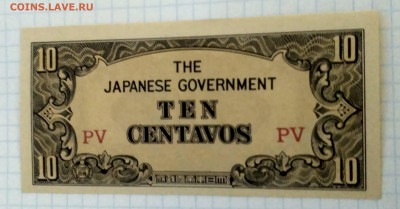 COINS.LAVE.RU
10 10
THE
JAPANESE GOVERNMENT
TEN
CENTAVOS
PV PV
10 10